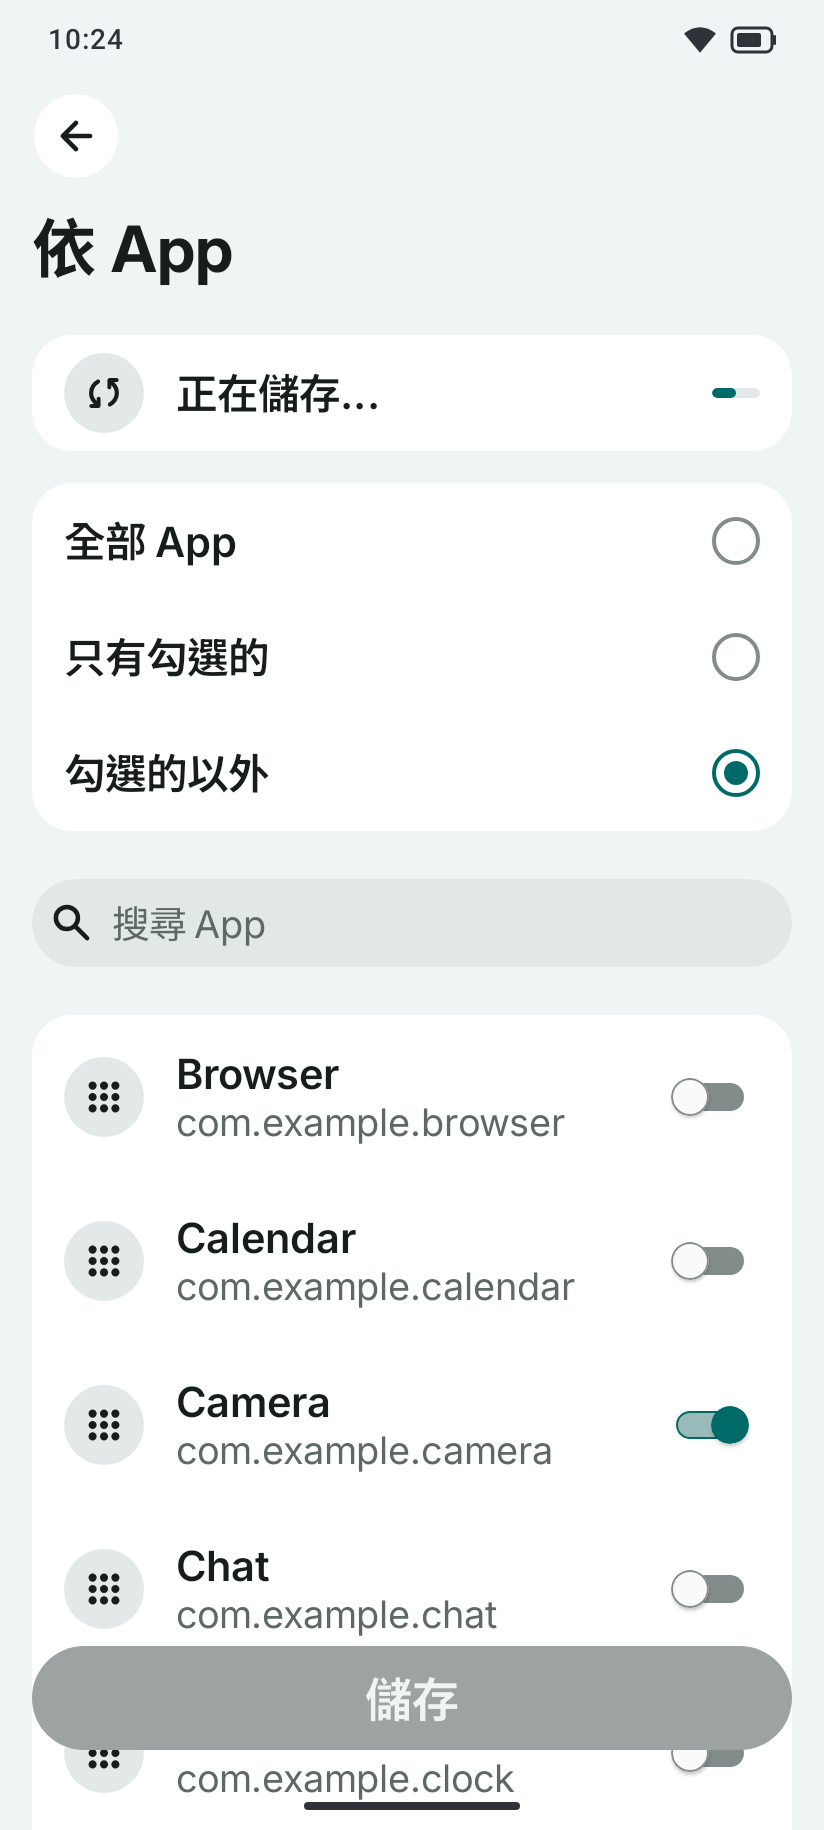 10:24
依 App
正在儲存...
全部 App
只有勾選的
勾選的以外
搜尋 App
Browser
com.example.browser
Calendar
com.example.calendar
Camera
com.example.camera
Chat
com.example.chat
儲存
com.example.clock